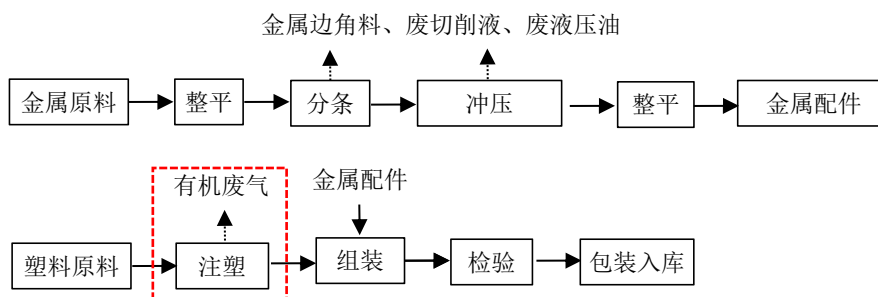 金属边角料、废切削液、废液压油
金属原料 整平 分条 冲压 整平 金属配件
有机废气 金属配件
塑料原料 注塑 组装 检验 包装入库